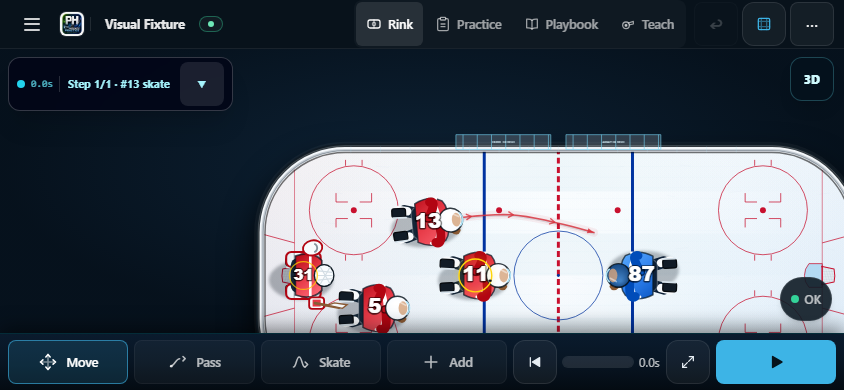 PH
Visual Fixture
Rink
Practice
Playbook
Teach
...
0.0s
Step 1/1 · #13 skate
3D
13
31
11
87
5
OK
Move
Pass
Skate
Add
0.0s